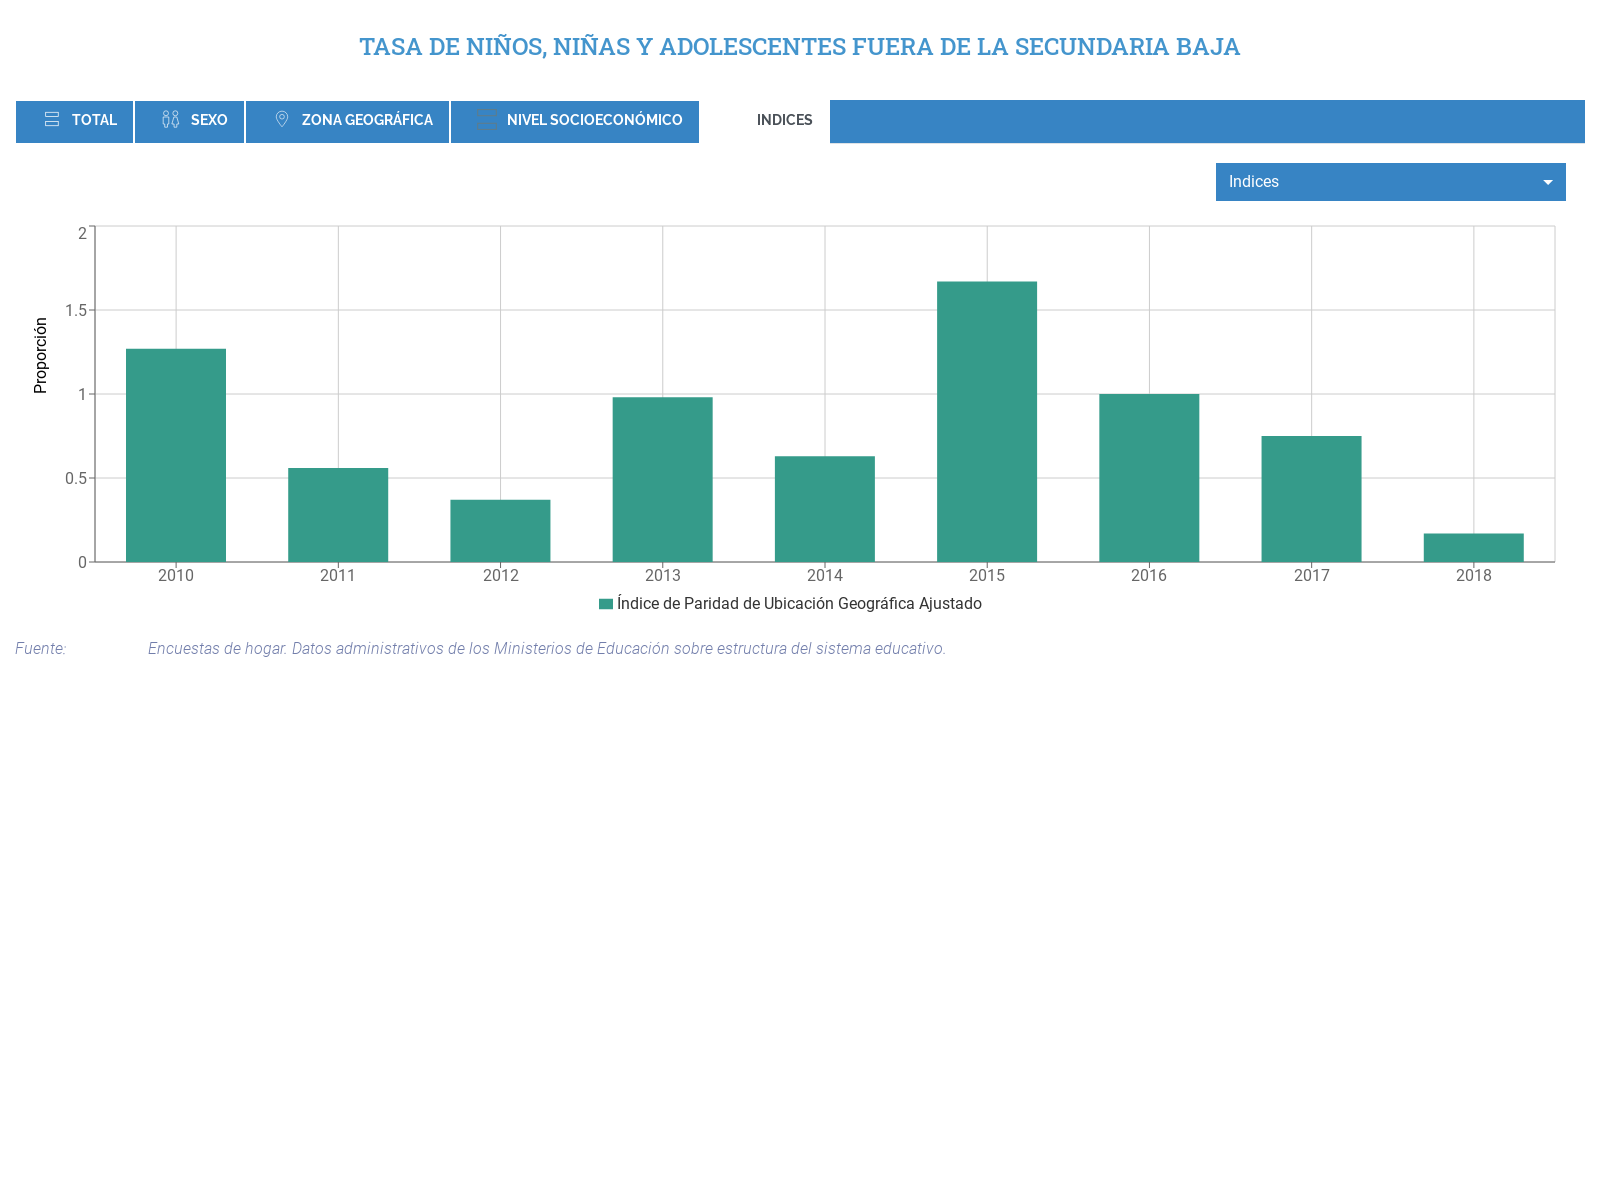 TASA DE NIÑOS, NIÑAS Y ADOLESCENTES FUERA DE LA SECUNDARIA BAJA
TOTAL SEXO ZONA GEOGRÁFICA NIVEL SOCIOECONÓMICO INDICES
Indices
Proporción
2
1.5
1
0.5
0
2010 2011 2012 2013 2014 2015 2016 2017 2018
Índice de Paridad de Ubicación Geográfica Ajustado
Fuente: Encuestas de hogar. Datos administrativos de los Ministerios de Educación sobre estructura del sistema educativo.